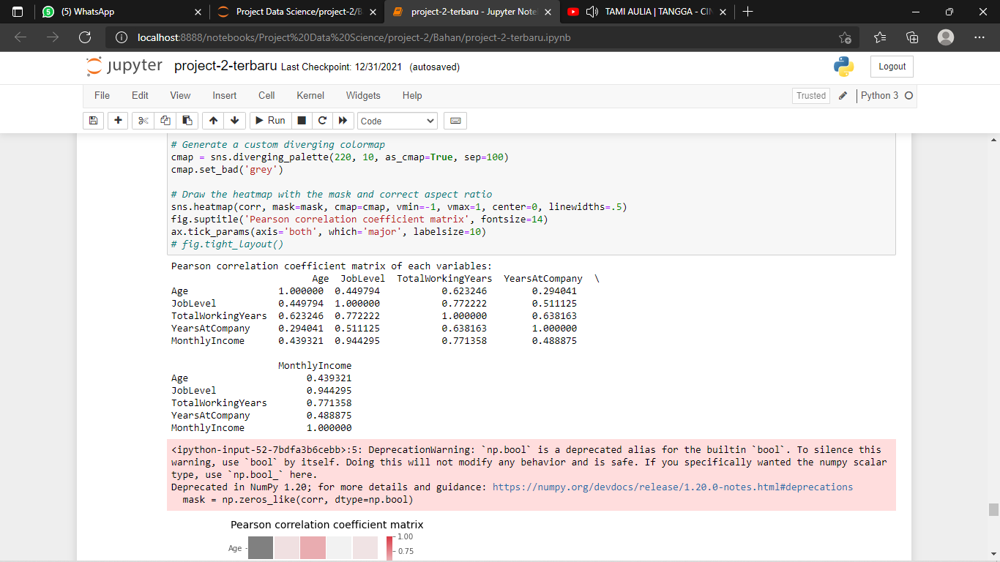 (5) WhatsApp
Project Data Science/project-2/B
project-2-terbaru - Jupyter Note
TAMI AULIA | TANGGA - CIN
localhost:8888/notebooks/Project%20Data%20Science/project-2/Bahan/project-2-terbaru.ipynb
jupyter project-2-terbaru Last Checkpoint: 12/31/2021 (autosaved)
Logout
File Edit View Insert Cell Kernel Widgets Help
Trusted Python 3
Run Code
# Generate a custom diverging colormap
cmap = sns.diverging_palette(220, 10, as_cmap=True, sep=100)
cmap.set_bad('grey')
# Draw the heatmap with the mask and correct aspect ratio
sns.heatmap(corr, mask=mask, cmap=cmap, vmin=-1, vmax=1, center=0, linewidths=.5)
fig.suptitle('Pearson correlation coefficient matrix', fontsize=14)
ax.tick_params(axis='both', which='major', labelsize=10)
# fig.tight_layout()
Pearson correlation coefficient matrix of each variables:
Age JobLevel TotalWorkingYears YearsAtCompany \
Age 1.000000 0.449794 0.623246 0.294041
JobLevel 0.449794 1.000000 0.772222 0.511125
TotalWorkingYears 0.623246 0.772222 1.000000 0.638163
YearsAtCompany 0.294041 0.511125 0.638163 1.000000
MonthlyIncome 0.439321 0.944295 0.771358 0.488875
MonthlyIncome
Age 0.439321
JobLevel 0.944295
TotalWorkingYears 0.771358
YearsAtCompany 0.488875
MonthlyIncome 1.000000
<ipython-input-52-7bdfa3b6cebb>:5: DeprecationWarning: `np.bool` is a deprecated alias for the builtin `bool`. To silence this
warning, use `bool` by itself. Doing this will not modify any behavior and is safe. If you specifically wanted the numpy scalar
type, use `np.bool_` here.
Deprecated in NumPy 1.20; for more details and guidance: https://numpy.org/devdocs/release/1.20.0-notes.html#deprecations
mask = np.zeros_like(corr, dtype=np.bool)
Pearson correlation coefficient matrix
Age
1.00
0.75